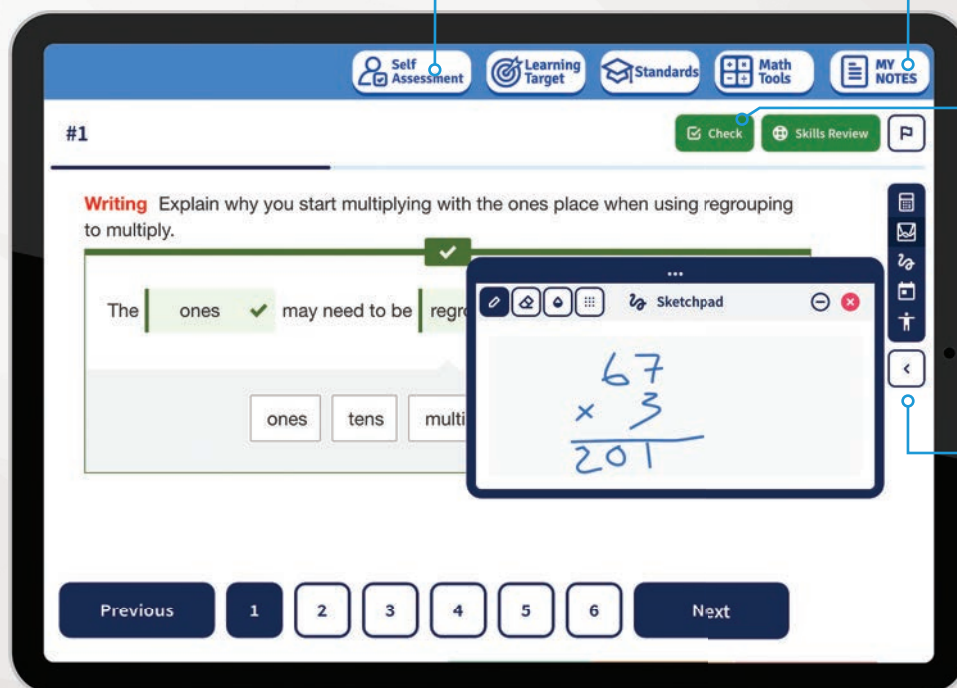 Self Assessment
Learning Target
Standards
Math Tools
MY NOTES
#1
Check
Skills Review
Writing Explain why you start multiplying with the ones place when using regrouping
to multiply.
The ones may need to be
Sketchpad
67
× 3
201
ones tens
Previous 1 2 3 4 5 6 Next